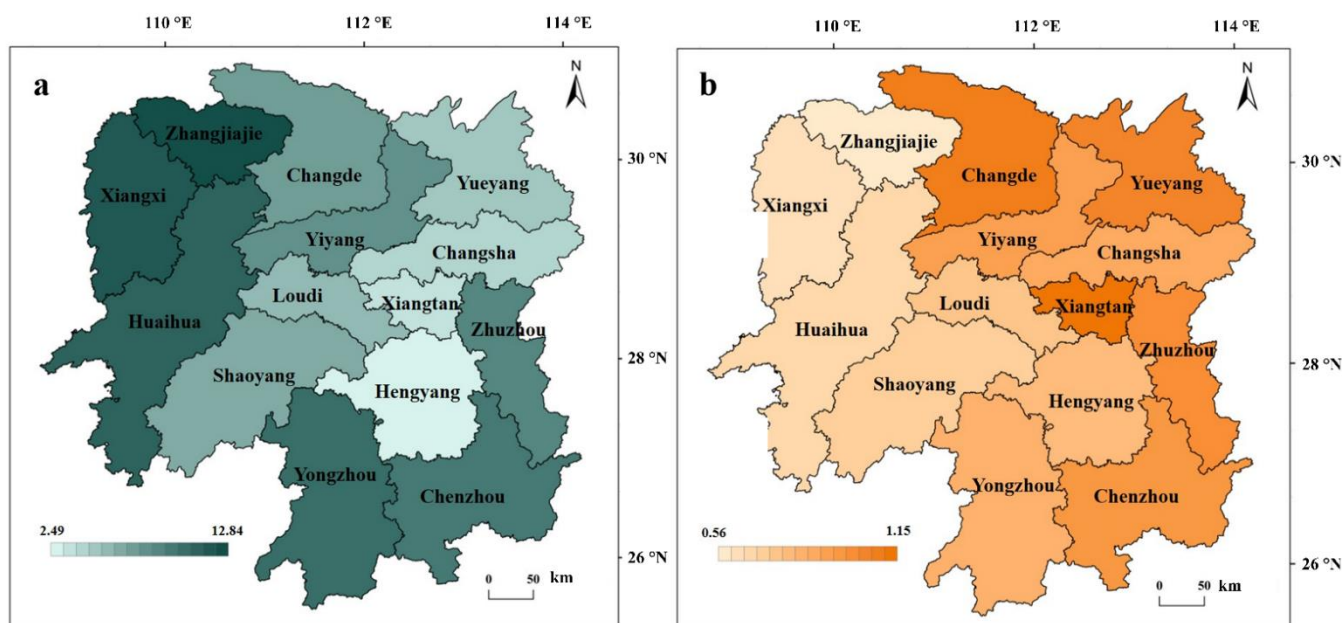 110 °E 112 °E 114 °E
a
N
Zhangjiajie
Changde
Yueyang
Xiangxi
Yiyang
Changsha
Loudi
Xiangtan
Huaihua
Zhuzhou
Shaoyang
Hengyang
Yongzhou
Chenzhou
2.49 12.84
0 50 km
30 °N
28 °N
26 °N
110 °E 112 °E 114 °E
b
N
Zhangjiajie
Changde
Yueyang
Xiangxi
Yiyang
Changsha
Loudi
Xiangtan
Huaihua
Zhuzhou
Shaoyang
Hengyang
Yongzhou
Chenzhou
0.56 1.15
0 50 km
30 °N
28 °N
26 °N